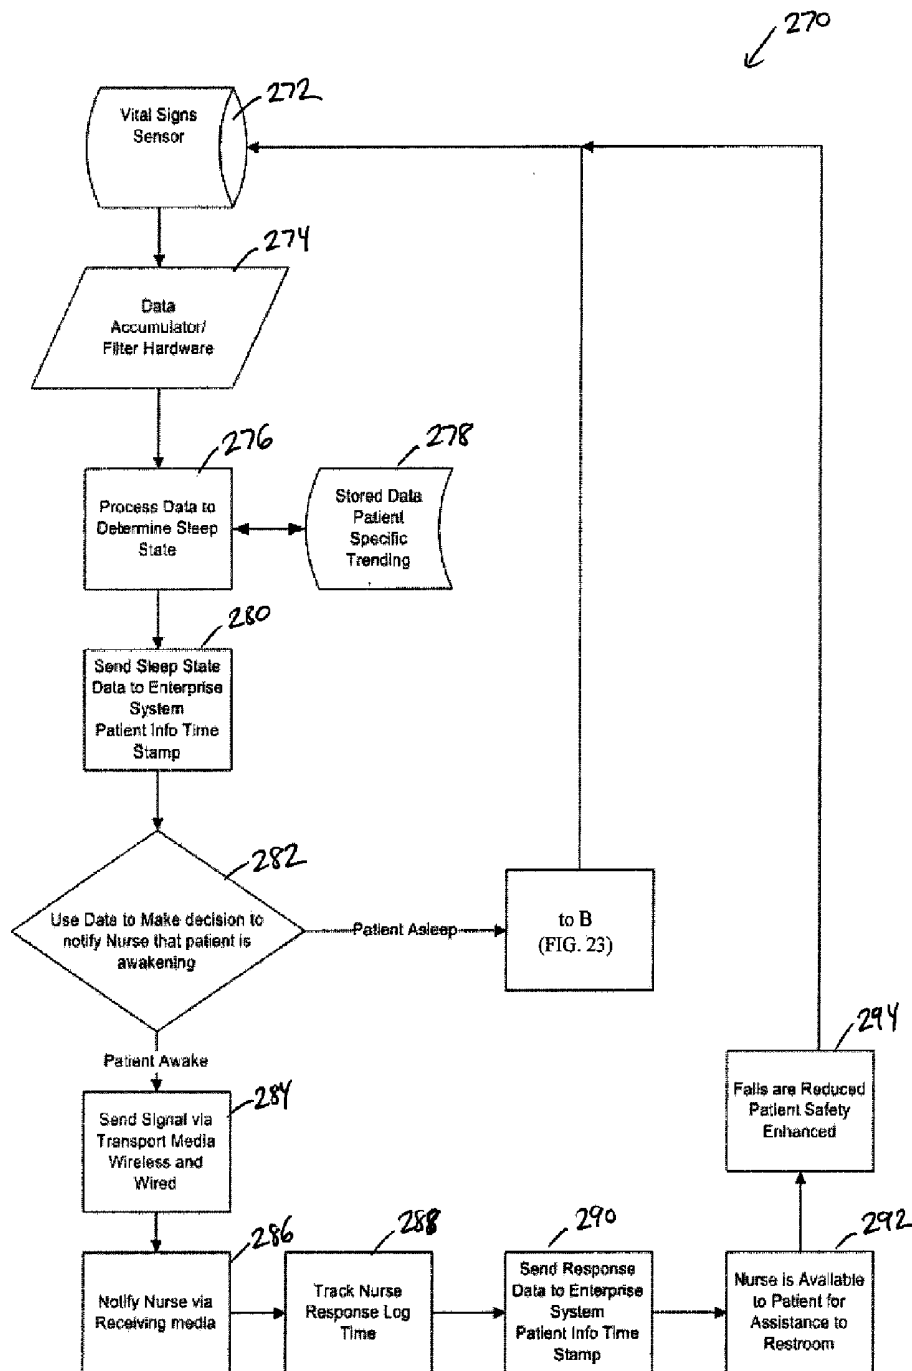 270
272
Vital Signs
Sensor
274
Data
Accumulator/
Filter Hardware
276
Process Data to
Determine Sleep
State
278
Stored Data
Patient
Specific
Trending
280
Send Sleep State
Data to Enterprise
System
Patient Info Time
Stamp
282
Use Data to Make decision to
notify Nurse that patient is
awakening
Patient Asleep
to B
(FIG. 23)
Patient Awake
284
Send Signal via
Transport Media
Wireless and
Wired
286
Notify Nurse via
Receiving media
288
Track Nurse
Response Log
Time
290
Send Response
Data to Enterprise
System
Patient Info Time
Stamp
292
Nurse is Available
to Patient for
Assistance to
Restroom
294
Falls are Reduced
Patient Safety
Enhanced